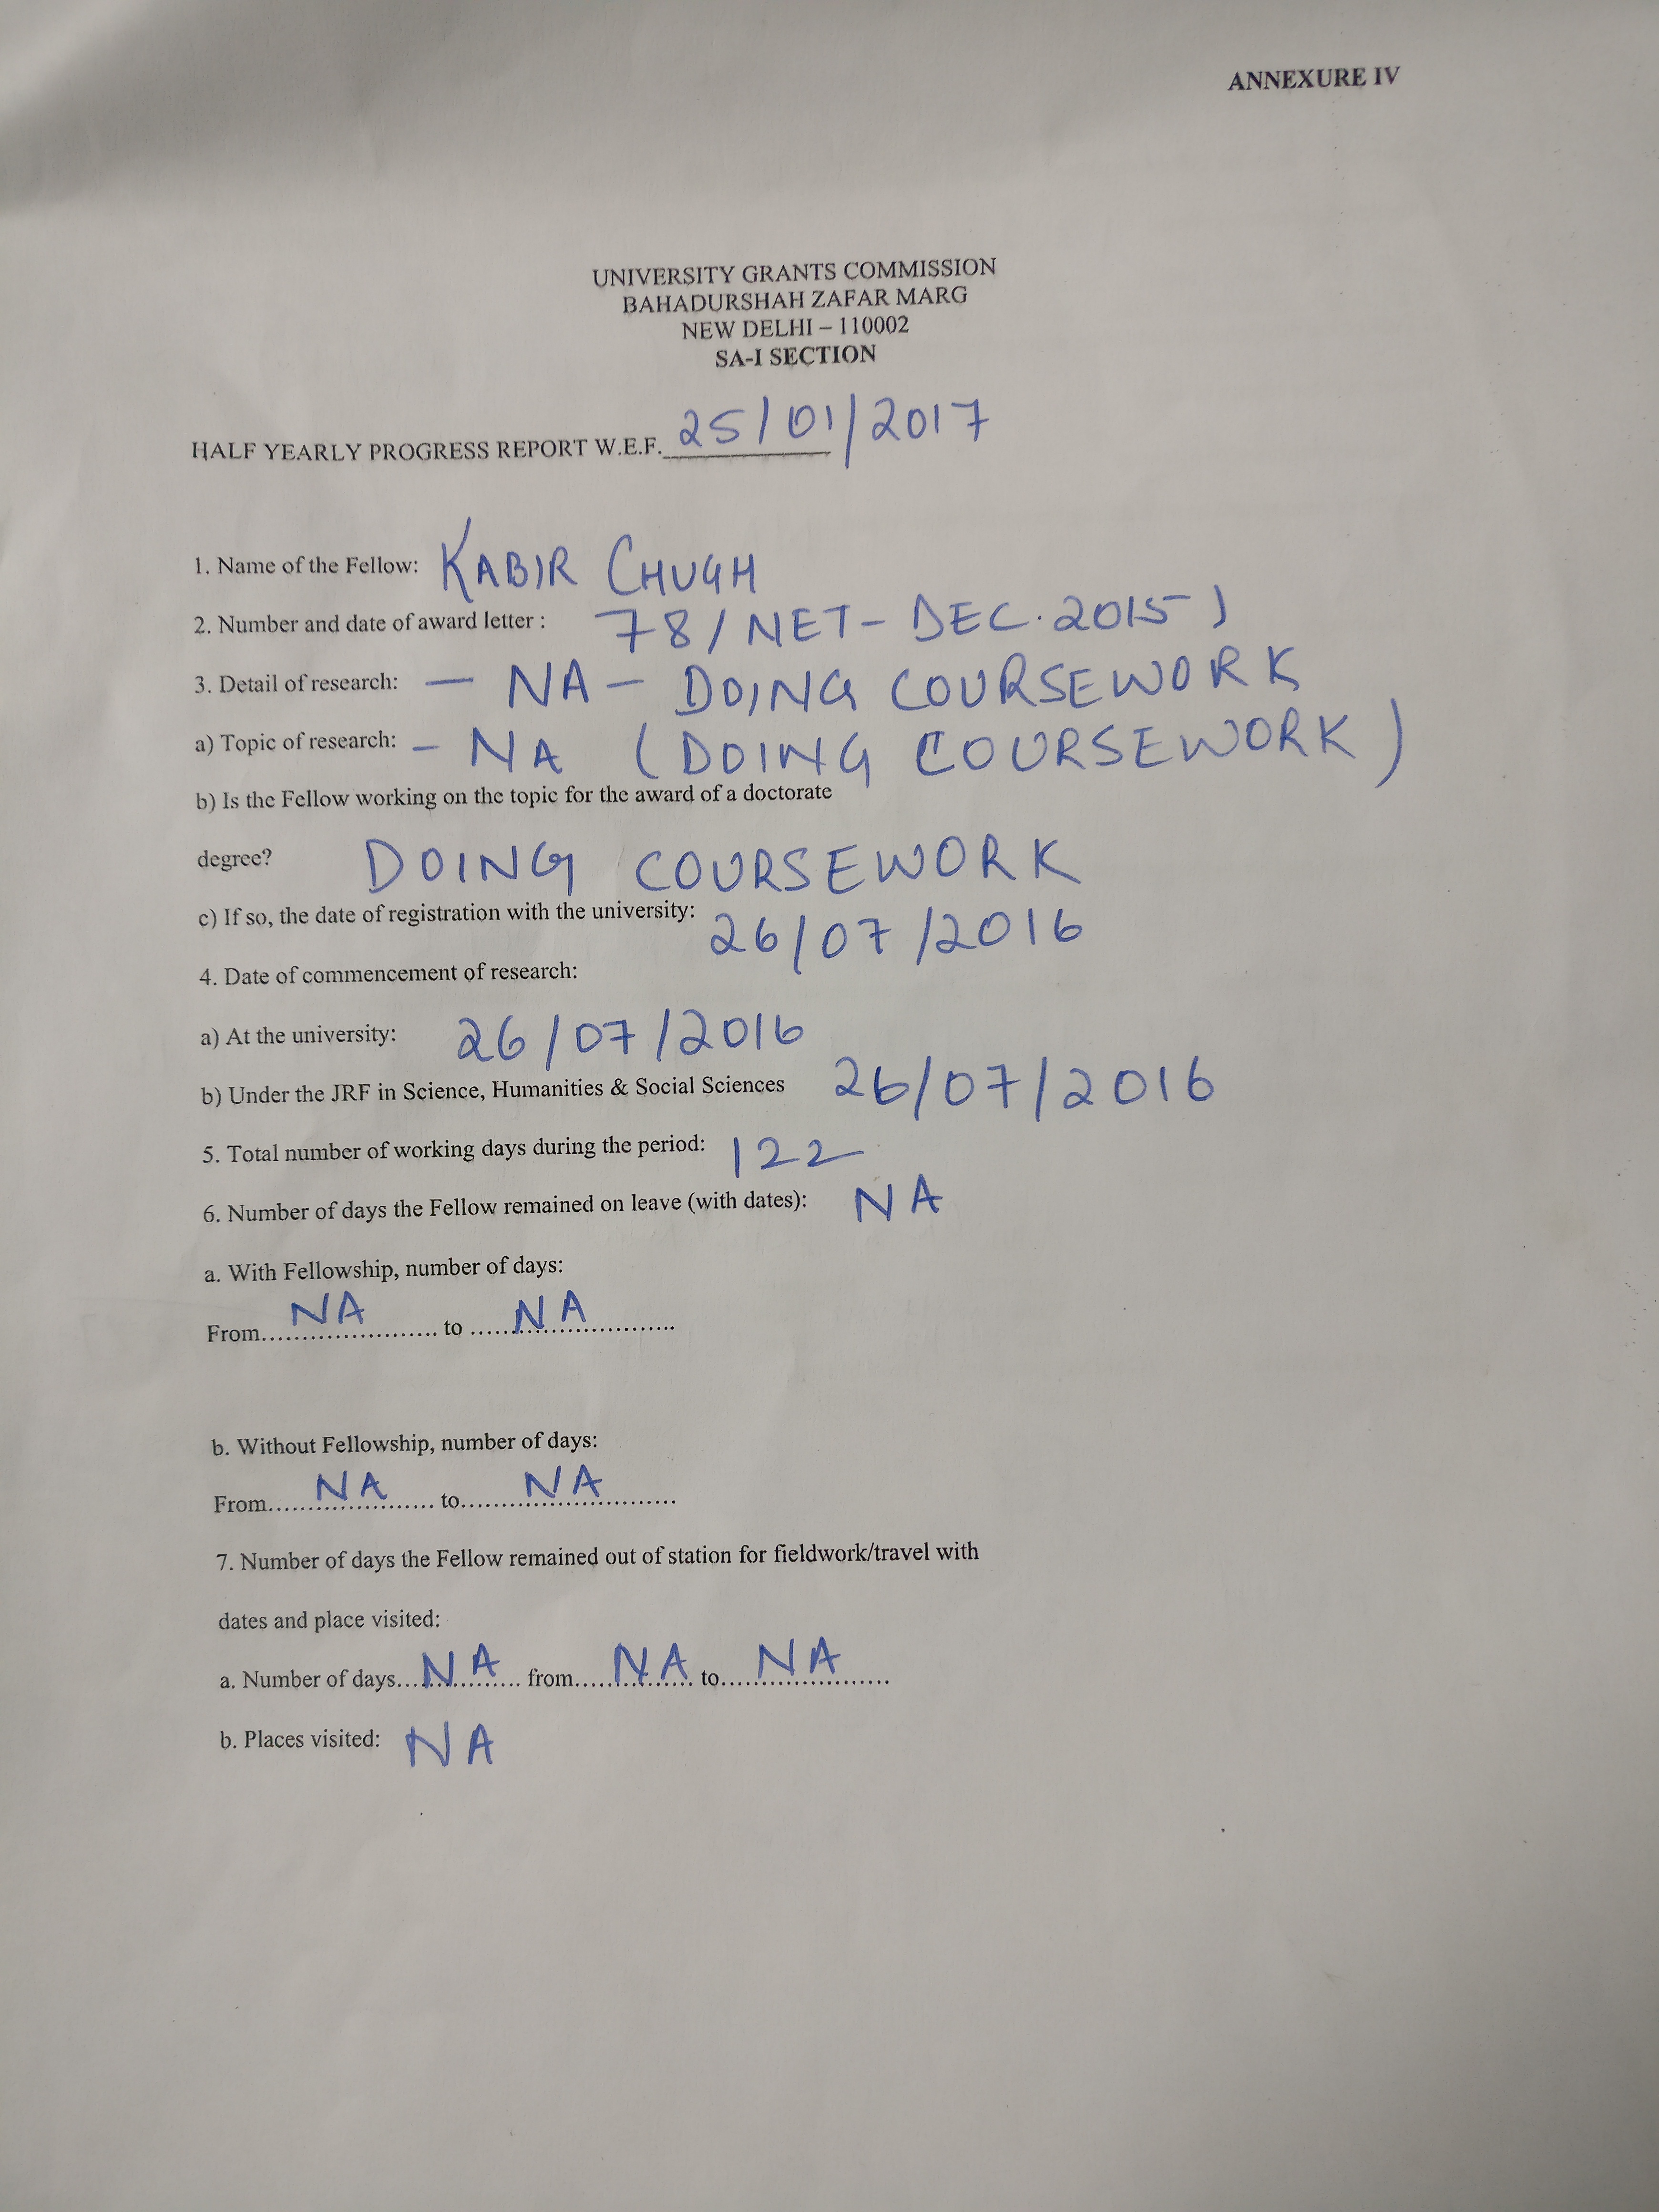 ANNEXURE IV
UNIVERSITY GRANTS COMMISSION
BAHADURSHAH ZAFAR MARG
NEW DELHI – 110002
SA-I SECTION
HALF YEARLY PROGRESS REPORT W.E.F. 25/01/2017
1. Name of the Fellow: KABIR CHUGH
2. Number and date of award letter : 78/NET-DEC.2015)
3. Detail of research: – NA – DOING COURSEWORK
a) Topic of research: – NA (DOING COURSEWORK)
b) Is the Fellow working on the topic for the award of a doctorate
degree? DOING COURSEWORK
c) If so, the date of registration with the university: 26/07/2016
4. Date of commencement of research:
a) At the university: 26/07/2016
b) Under the JRF in Science, Humanities & Social Sciences 26/07/2016
5. Total number of working days during the period: 122
6. Number of days the Fellow remained on leave (with dates): NA
a. With Fellowship, number of days:
From.....NA..... to .....NA.....
b. Without Fellowship, number of days:
From.....NA..... to.....NA.....
7. Number of days the Fellow remained out of station for fieldwork/travel with
dates and place visited:
a. Number of days...NA... from.....NA..... to.....NA.....
b. Places visited: NA